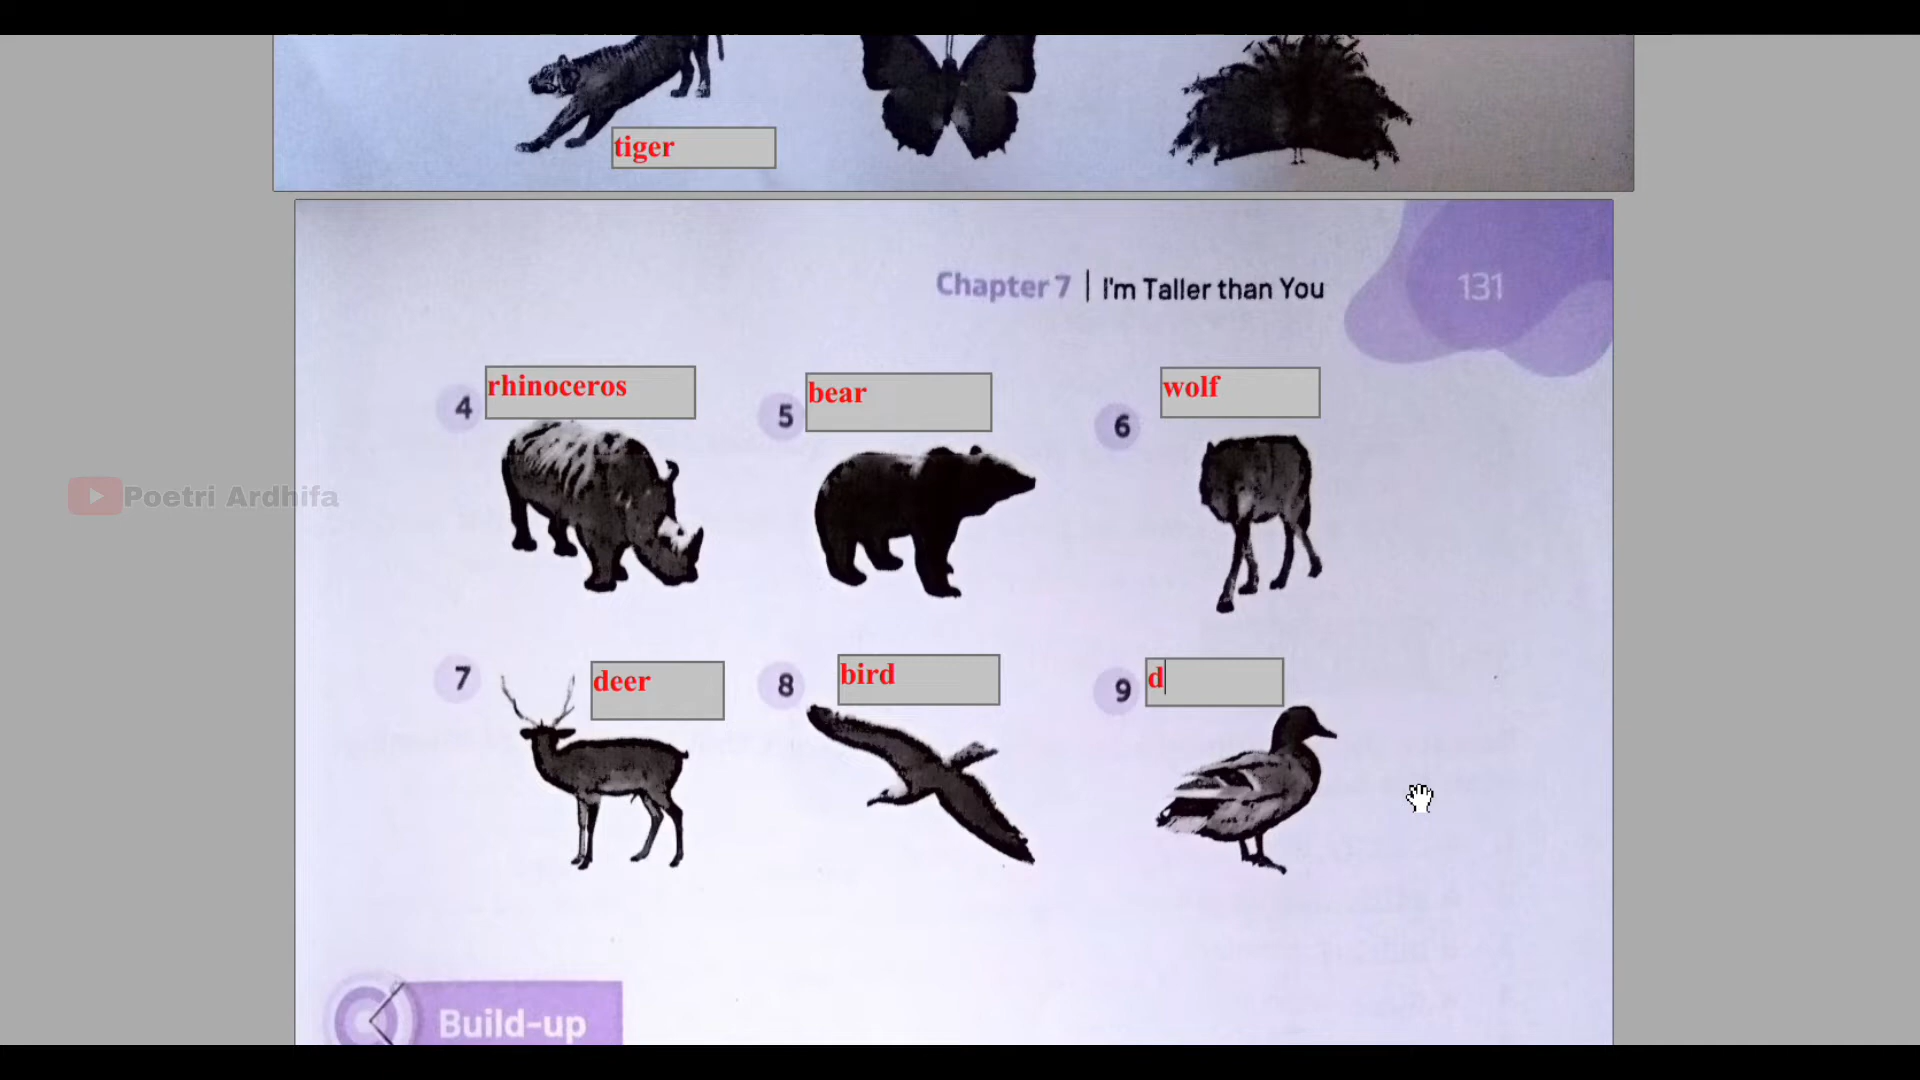 tiger
Chapter 7 | I'm Taller than You
131
4 rhinoceros
5 bear
6 wolf
7 deer
8 bird
9 d
Poetri Ardhifa
Build-up